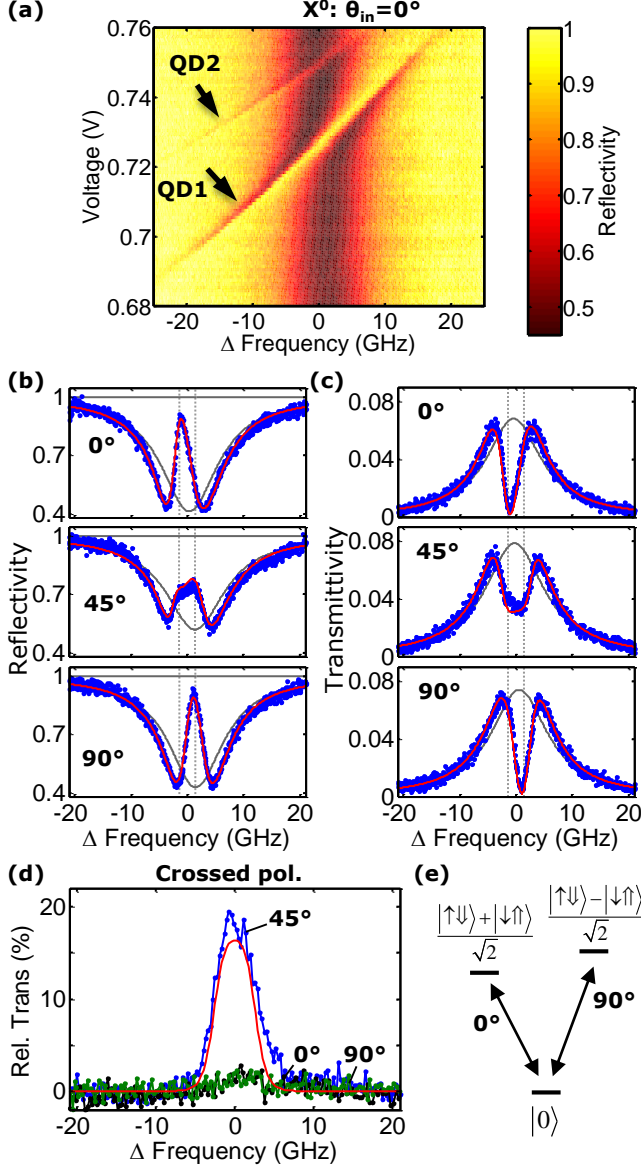 (a) X⁰: θin=0°
0.76
0.74
0.72
0.7
0.68
Voltage (V)
QD2
QD1
-20 -10 0 10 20
Δ Frequency (GHz)
1
0.9
0.8
0.7
0.6
0.5
Reflectivity
(b)
1
0.7
0.4
0°
1
0.7
0.4
45°
1
0.7
0.4
90°
Reflectivity
-20 -10 0 10 20
Δ Frequency (GHz)
(c)
0.08
0.04
0
0°
0.08
0.04
0
45°
0.08
0.04
0
90°
Transmittivity
-20 -10 0 10 20
Δ Frequency (GHz)
(d) Crossed pol.
20
10
0
Rel. Trans (%)
45°
0° 90°
-20 -10 0 10 20
Δ Frequency (GHz)
(e)
|↑⇓⟩+|↓⇑⟩
√2
|↑⇓⟩−|↓⇑⟩
√2
0°
90°
|0⟩